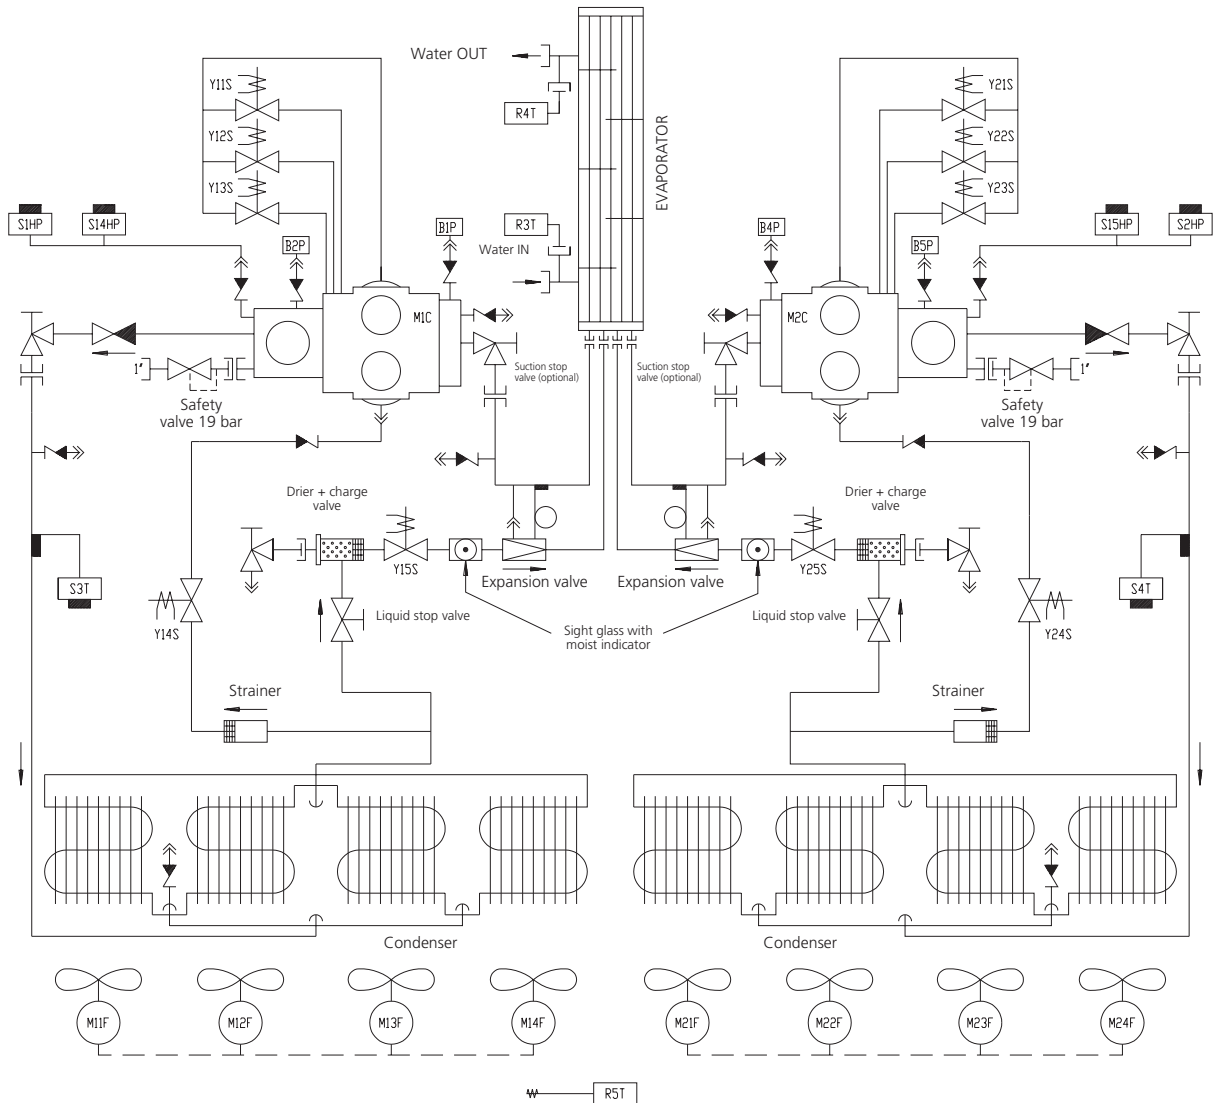 Water OUT
Y11S
Y21S
R4T
EVAPORATOR
Y12S
Y22S
Y13S
Y23S
S1HP
S14HP
B1P
R3T
B4P
S15HP
S2HP
B2P
Water IN
B5P
M1C
M2C
1"
Suction stop
valve (optional)
Suction stop
valve (optional)
1"
Safety
valve 19 bar
Safety
valve 19 bar
Drier + charge
valve
Drier + charge
valve
Y15S
Expansion valve
Expansion valve
Y25S
S3T
S4T
Liquid stop valve
Liquid stop valve
Y14S
Sight glass with
moist indicator
Y24S
Strainer
Strainer
Condenser
Condenser
M11F
M12F
M13F
M14F
M21F
M22F
M23F
M24F
R5T